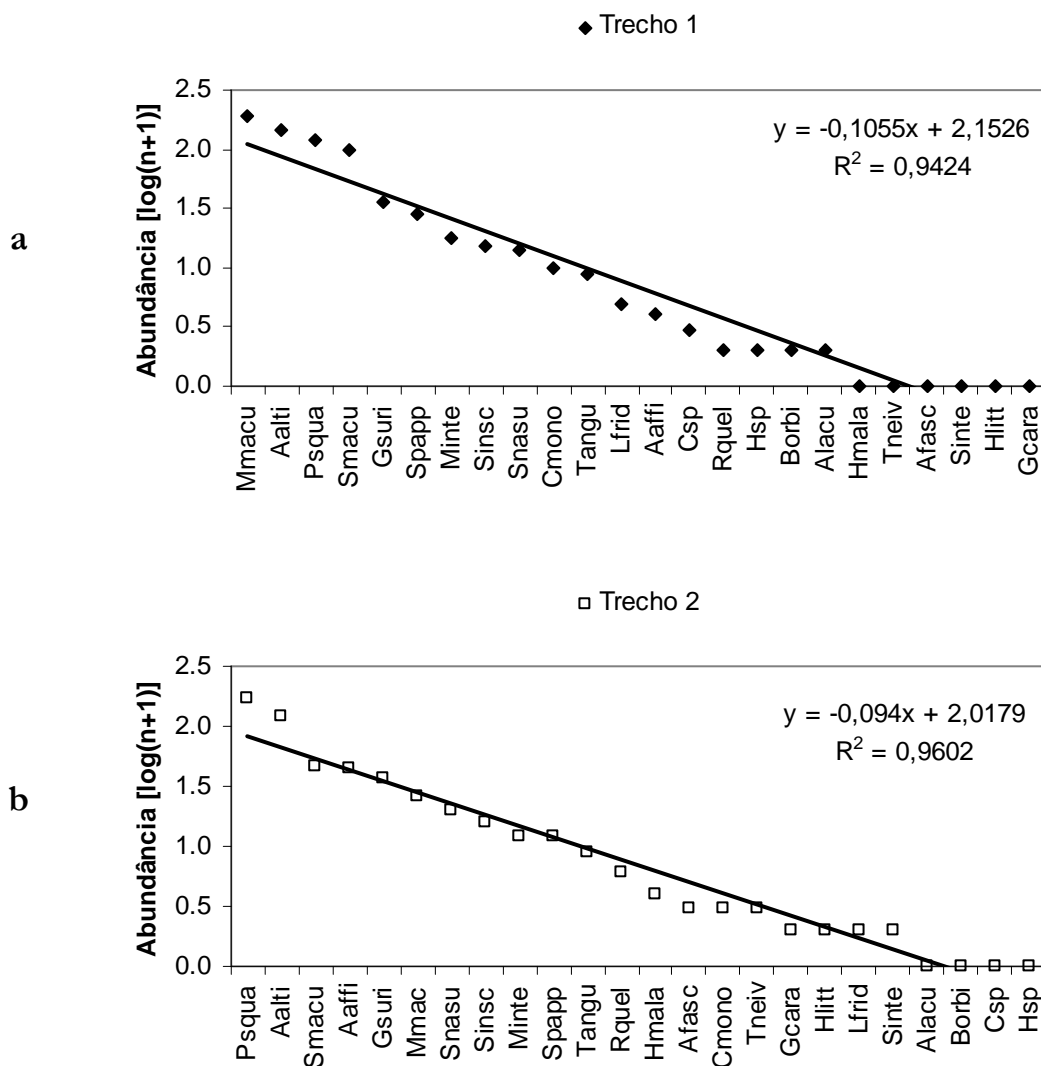 ◆ Trecho 1
a
Abundância [log(n+1)]
2.5
2.0
1.5
1.0
0.5
0.0
y = -0,1055x + 2,1526
R² = 0,9424
Mmacu
Aalti
Psqua
Smacu
Gsuri
Spapp
Minte
Sinsc
Snasu
Cmono
Tangu
Lfrid
Aaffi
Csp
Rquel
Hsp
Borbi
Alacu
Hmala
Tneiv
Afasc
Sinte
Hlitt
Gcara
□ Trecho 2
b
Abundância [log(n+1)]
2.5
2.0
1.5
1.0
0.5
0.0
y = -0,094x + 2,0179
R² = 0,9602
Psqua
Aalti
Smacu
Aaffi
Gsuri
Mmac
Snasu
Sinsc
Minte
Spapp
Tangu
Rquel
Hmala
Afasc
Cmono
Tneiv
Gcara
Hlitt
Lfrid
Sinte
Alacu
Borbi
Csp
Hsp